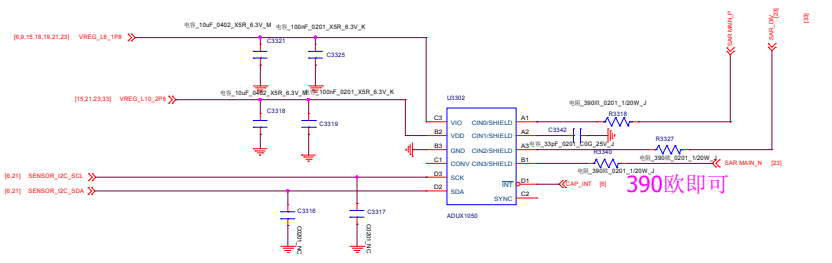 [23]
[33]
SAR MAIN_P
SAR_DIV
电容_10uF_0402_X5R_6.3V_M
电容_100nF_0201_X5R_6.3V_K
[6,9,15,18,19,21,23] VREG_L6_1P8
C3321
C3325
电容_10uF_0402_X5R_6.3V_M
电容_100nF_0201_X5R_6.3V_K
[15,21,23,33] VREG_L10_2P8
C3318
C3319
U3302
电阻_390欧_0201_1/20W_J
C3 VIO CIN0/SHIELD A1
R3318
B2 VDD CIN1/SHIELD A2
C3342
电容_33pF_0201_C0G_25V_J
B3 GND CIN2/SHIELD A3
R3327
电阻_390欧_0201_1/20W_J
C1 CONV CIN3/SHIELD B1
R3340
SAR MAIN_N [23]
电阻_390欧_0201_1/20W_J
[6,21] SENSOR_I2C_SCL
D3 SCK
INT D1
CAP_INT [6]
390欧即可
[6,21] SENSOR_I2C_SDA
D2 SDA
SYNC C2
C3316
C0201_NC
C3317
C0201_NC
ADUX1050